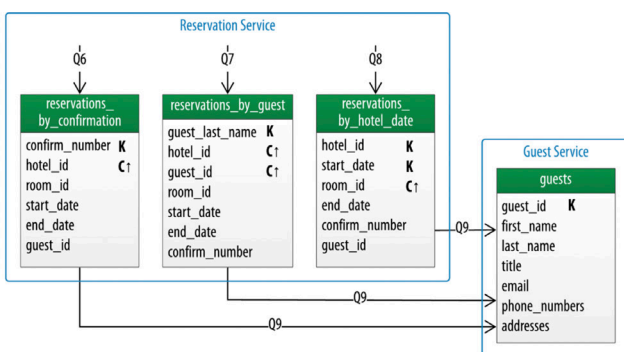 Reservation Service
Q6
Q7
Q8
reservations_
by_confirmation
confirm_number K
hotel_id C↑
room_id
start_date
end_date
guest_id
reservations_by_guest
guest_last_name K
hotel_id C↑
guest_id C↑
room_id
start_date
end_date
confirm_number
reservations_
by_hotel_date
hotel_id K
start_date K
room_id C↑
end_date
confirm_number
guest_id
Guest Service
guests
guest_id K
first_name
last_name
title
email
phone_numbers
addresses
Q9
Q9
Q9